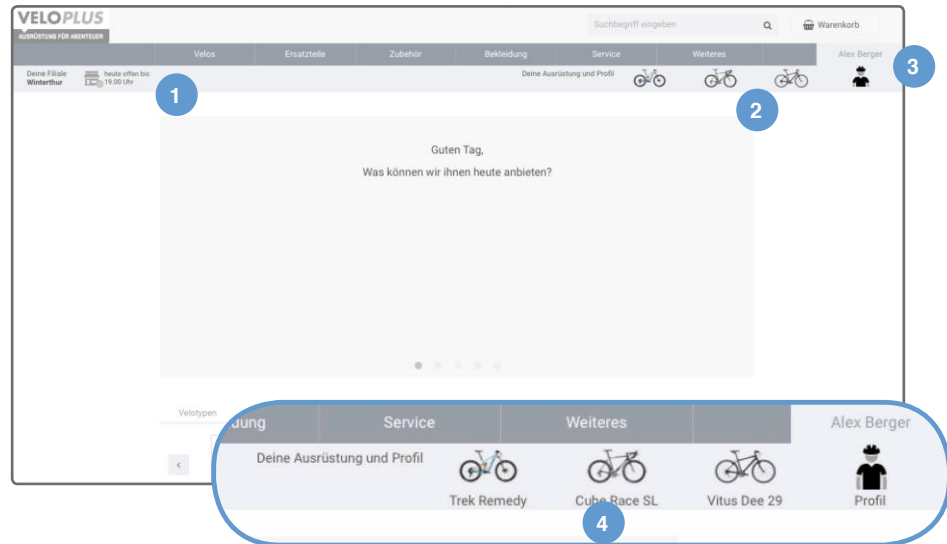 VELOPLUS
AUSRÜSTUNG FÜR ABENTEUER
Suchbegriff eingeben
Warenkorb
Velos Ersatzteile Zubehör Bekleidung Service Weiteres Alex Berger
Deine Filiale
Winterthur
heute offen bis
19.00 Uhr
Deine Ausrüstung und Profil
1
2
3
Guten Tag,
Was können wir ihnen heute anbieten?
Velotypen
dung Service Weiteres Alex Berger
Deine Ausrüstung und Profil
Trek Remedy Cube Race SL Vitus Dee 29 Profil
4